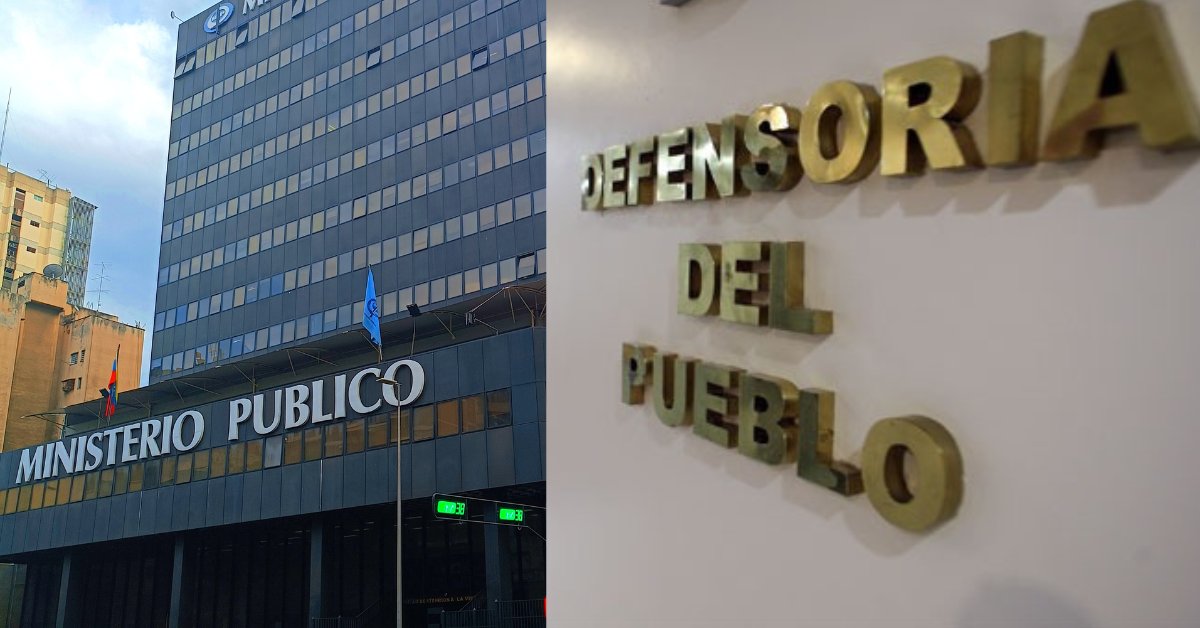 MINISTERIO PUBLICO
DEFENSORIA
DEL
PUEBLO